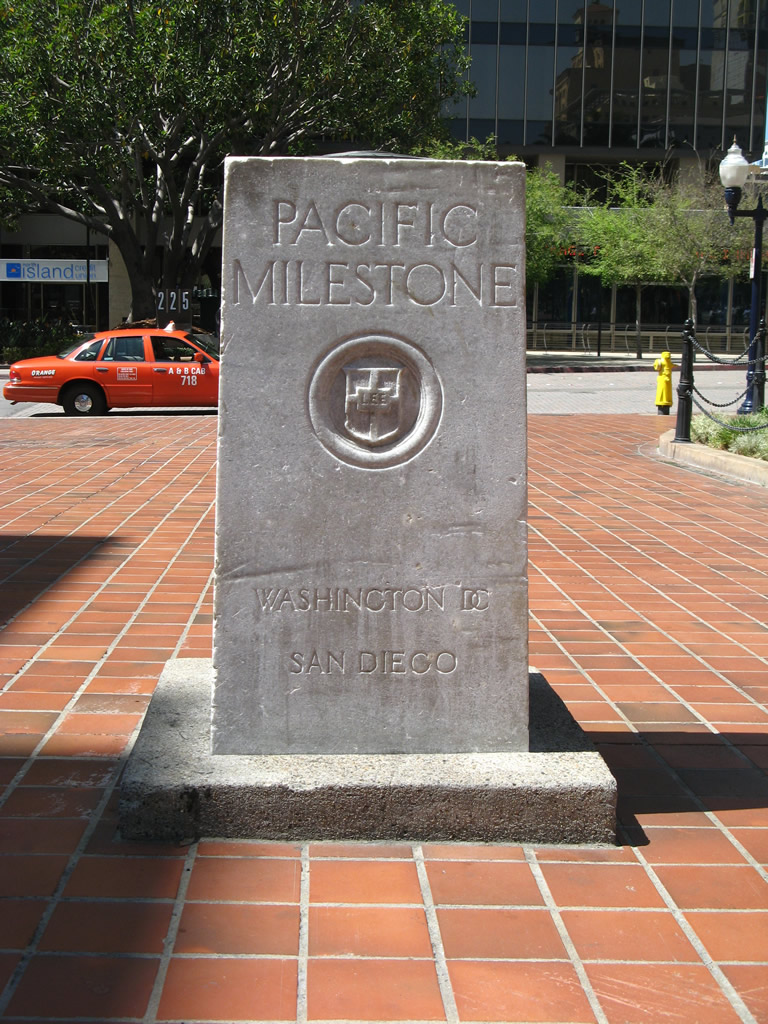 PACIFIC
MILESTONE
LEE
WASHINGTON DC
SAN DIEGO
island
225
ORANGE
A & B CAB
718